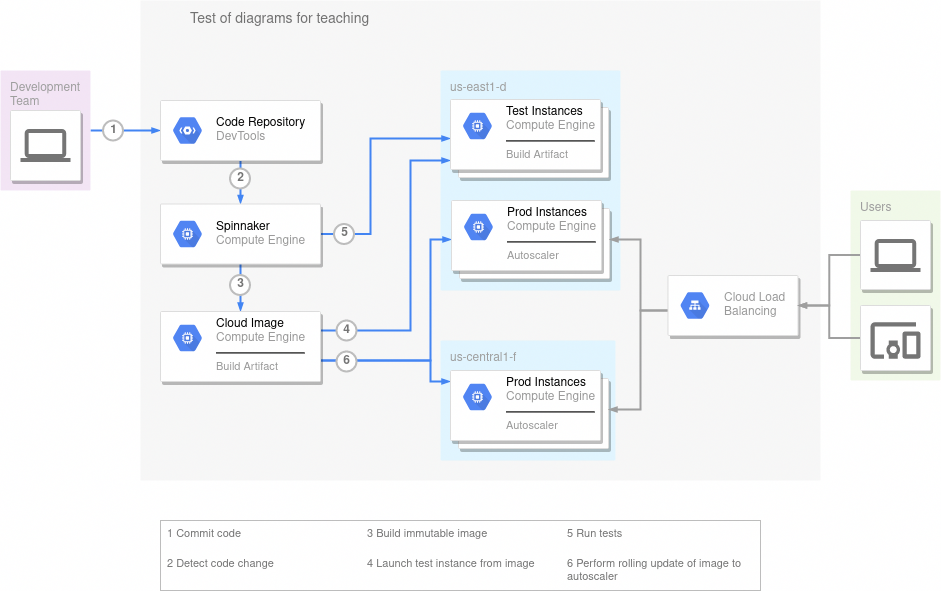 Test of diagrams for teaching
Development
Team
1
Code Repository
DevTools
2
Spinnaker
Compute Engine
5
3
Cloud Image
Compute Engine
Build Artifact
4
6
us-east1-d
Test Instances
Compute Engine
Build Artifact
Prod Instances
Compute Engine
Autoscaler
us-central1-f
Prod Instances
Compute Engine
Autoscaler
Cloud Load
Balancing
Users
1 Commit code
3 Build immutable image
5 Run tests
2 Detect code change
4 Launch test instance from image
6 Perform rolling update of image to
autoscaler